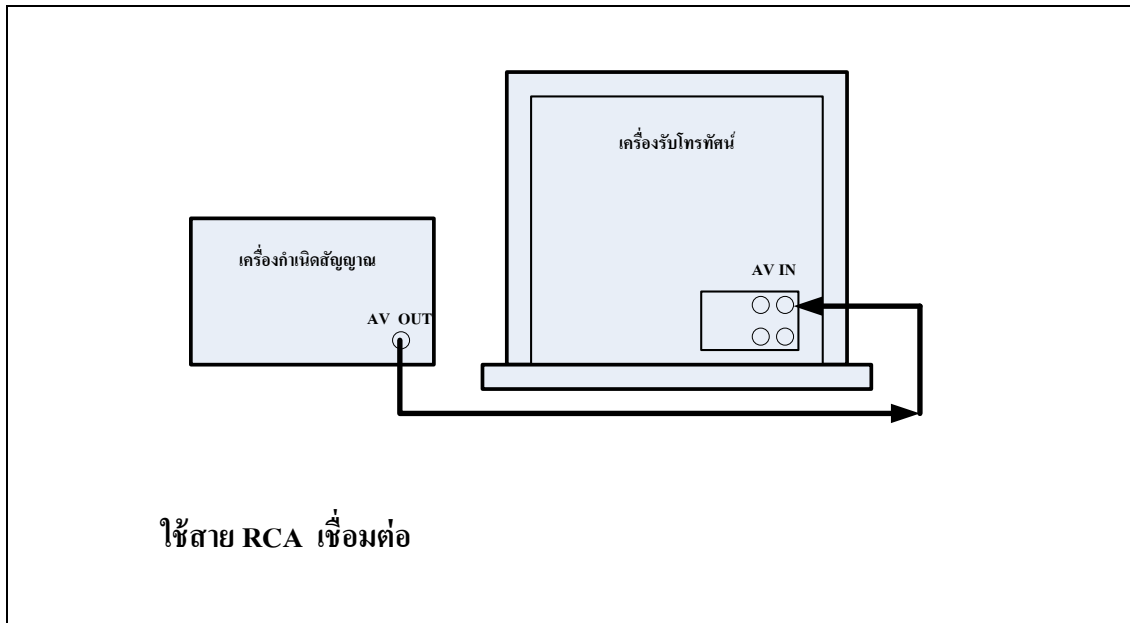 เครื่องรับโทรทัศน์
เครื่องกำเนิดสัญญาณ
AV IN
AV OUT
ใช้สาย RCA เชื่อมต่อ